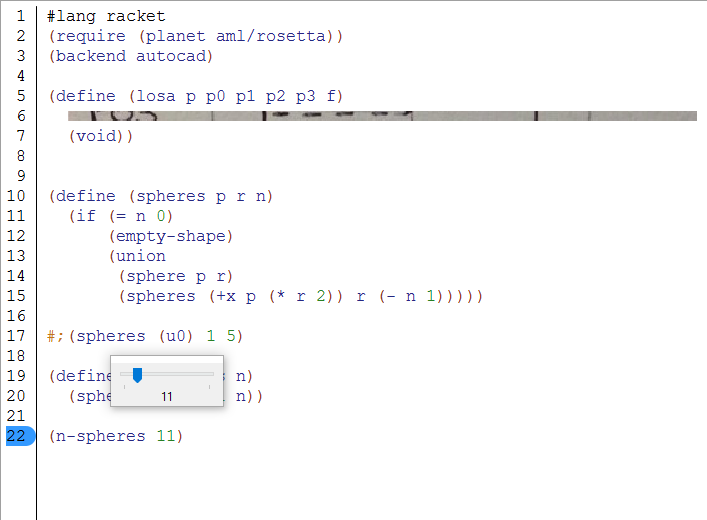 1 #lang racket
2 (require (planet aml/rosetta))
3 (backend autocad)
4
5 (define (losa p p0 p1 p2 p3 f)
6
7 (void))
8
9
10 (define (spheres p r n)
11 (if (= n 0)
12 (empty-shape)
13 (union
14 (sphere p r)
15 (spheres (+x p (* r 2)) r (- n 1)))))
16
17 #;(spheres (u0) 1 5)
18
19 (define n)
20 (sphe n))
11
21
22 (n-spheres 11)